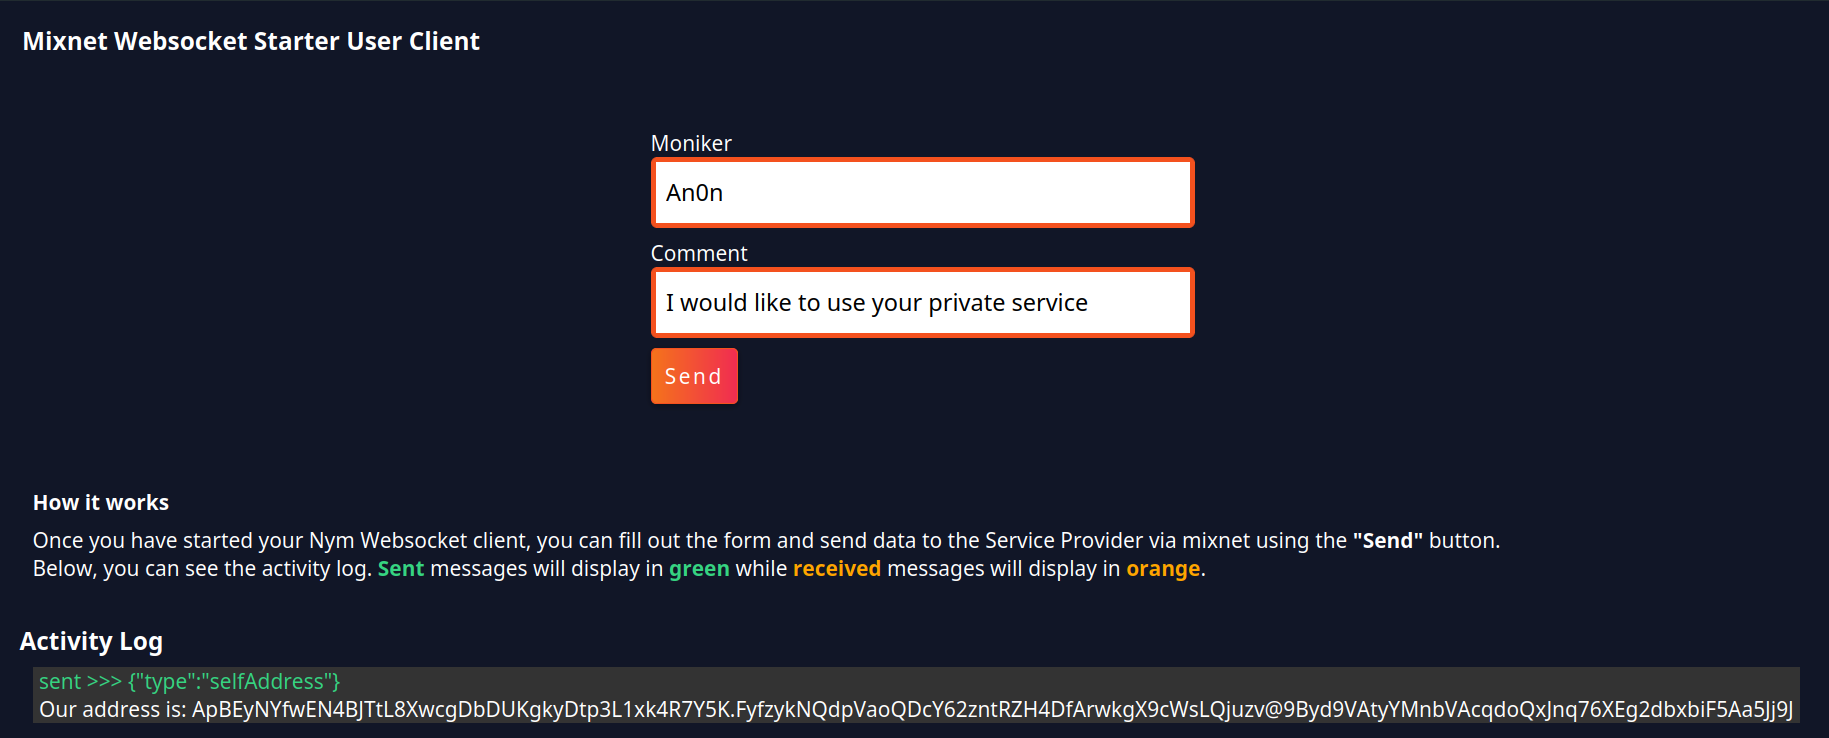 Mixnet Websocket Starter User Client
Moniker
An0n
Comment
I would like to use your private service
Send
How it works
Once you have started your Nym Websocket client, you can fill out the form and send data to the Service Provider via mixnet using the "Send" button.
Below, you can see the activity log. Sent messages will display in green while received messages will display in orange.
Activity Log
sent >>> {"type":"selfAddress"}
Our address is: ApBEyNYfwEN4BJTtL8XwcgDbDUKgkyDtp3L1xk4R7Y5K.FyfzykNQdpVaoQDcY62zntRZH4DfArwkgX9cWsLQjuzv@9Byd9VAtyYMnbVAcqdoQxJnq76XEg2dbxbiF5Aa5Jj9J